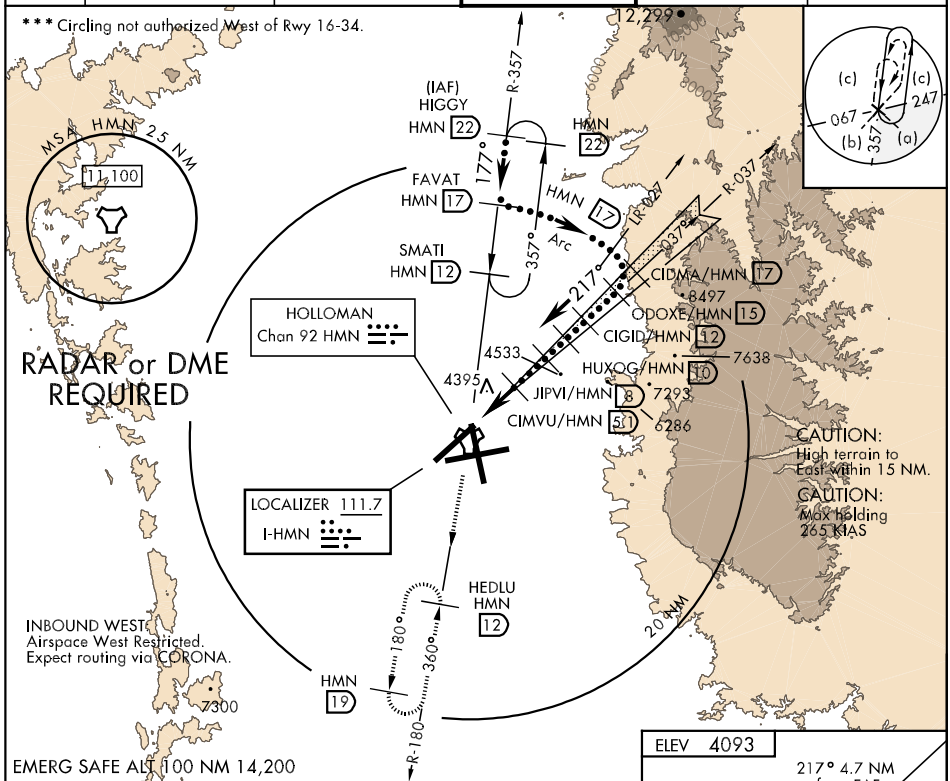 *** Circling not authorized West of Rwy 16-34.
12,299
10,000
9000
6000
(c)
(c)
067
247
(b)
357
(a)
MSA HMN 25 NM
11,100
R-357
(IAF)
HIGGY
HMN 22
HMN
22
177°
FAVAT
HMN 17
HMN 17
Arc
LR-027
R-037
037°
SMATI
HMN 12
357°
217°
CIDMA/HMN 17
8497
ODOXE/HMN 15
HOLLOMAN
Chan 92 HMN
CIGID/HMN 12
4533
7638
HUXOG/HMN 10
RADAR or DME
REQUIRED
4395
JIPVI/HMN 8
7293
CIMVU/HMN 5.1
6286
CAUTION:
High terrain to
East within 15 NM.
CAUTION:
Max holding
265 KIAS
LOCALIZER 111.7
I-HMN
HEDLU
HMN
12
180°
360°
20 NM
INBOUND WEST
Airspace West Restricted.
Expect routing via CORONA.
HMN
19
7300
R-180
EMERG SAFE ALT 100 NM 14,200
ELEV 4093
217° 4.7 NM